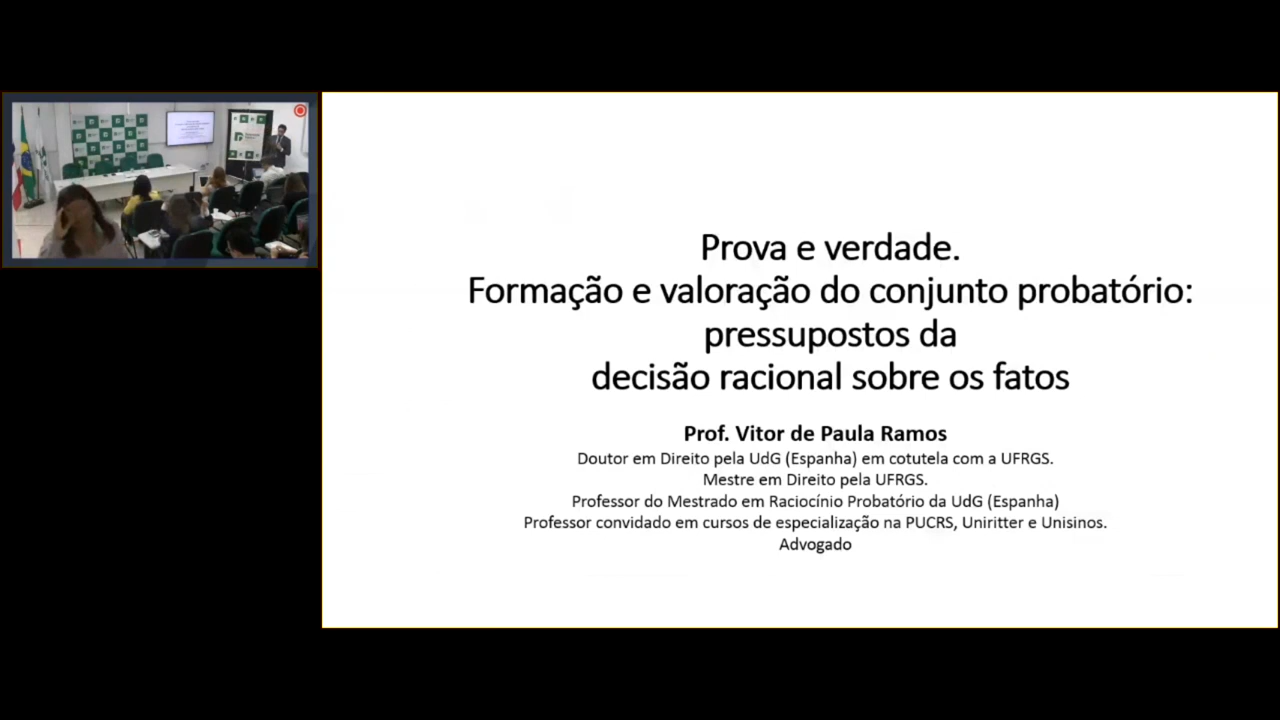 Prova e verdade.
Formação e valoração do conjunto probatório:
pressupostos da
decisão racional sobre os fatos
Prof. Vitor de Paula Ramos
Doutor em Direito pela UdG (Espanha) em cotutela com a UFRGS.
Mestre em Direito pela UFRGS.
Professor do Mestrado em Raciocínio Probatório da UdG (Espanha)
Professor convidado em cursos de especialização na PUCRS, Uniritter e Unisinos.
Advogado